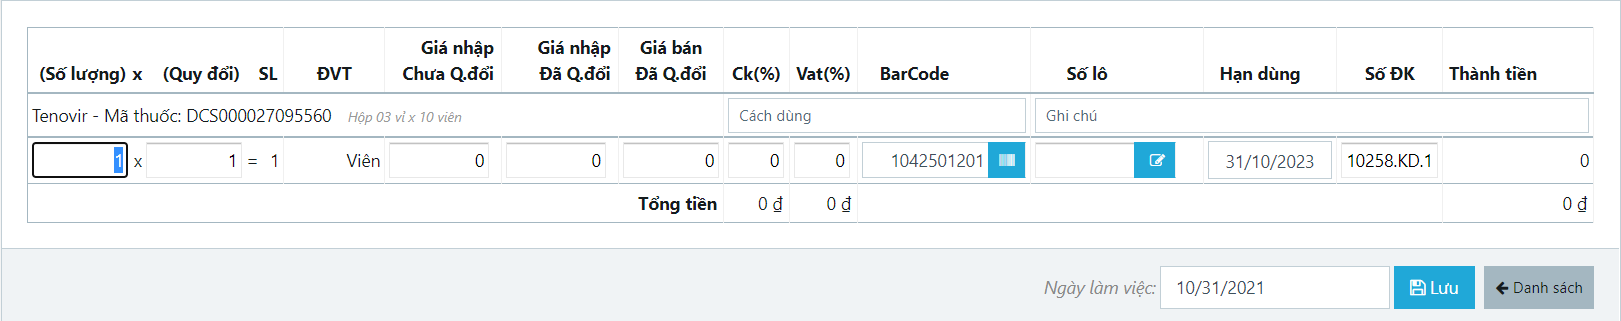 (Số lượng) x (Quy đổi) SL ĐVT Giá nhập Chưa Q.đổi Giá nhập Đã Q.đổi Giá bán Đã Q.đổi Ck(%) Vat(%) BarCode Số lô Hạn dùng Số ĐK Thành tiền
Tenovir - Mã thuốc: DCS000027095560 Hộp 03 vỉ x 10 viên Cách dùng Ghi chú
1 x 1 = 1 Viên 0 0 0 0 0 1042501201 31/10/2023 10258.KD.1 0
Tổng tiền 0 ₫ 0 ₫ 0 ₫
Ngày làm việc: 10/31/2021 Lưu Danh sách